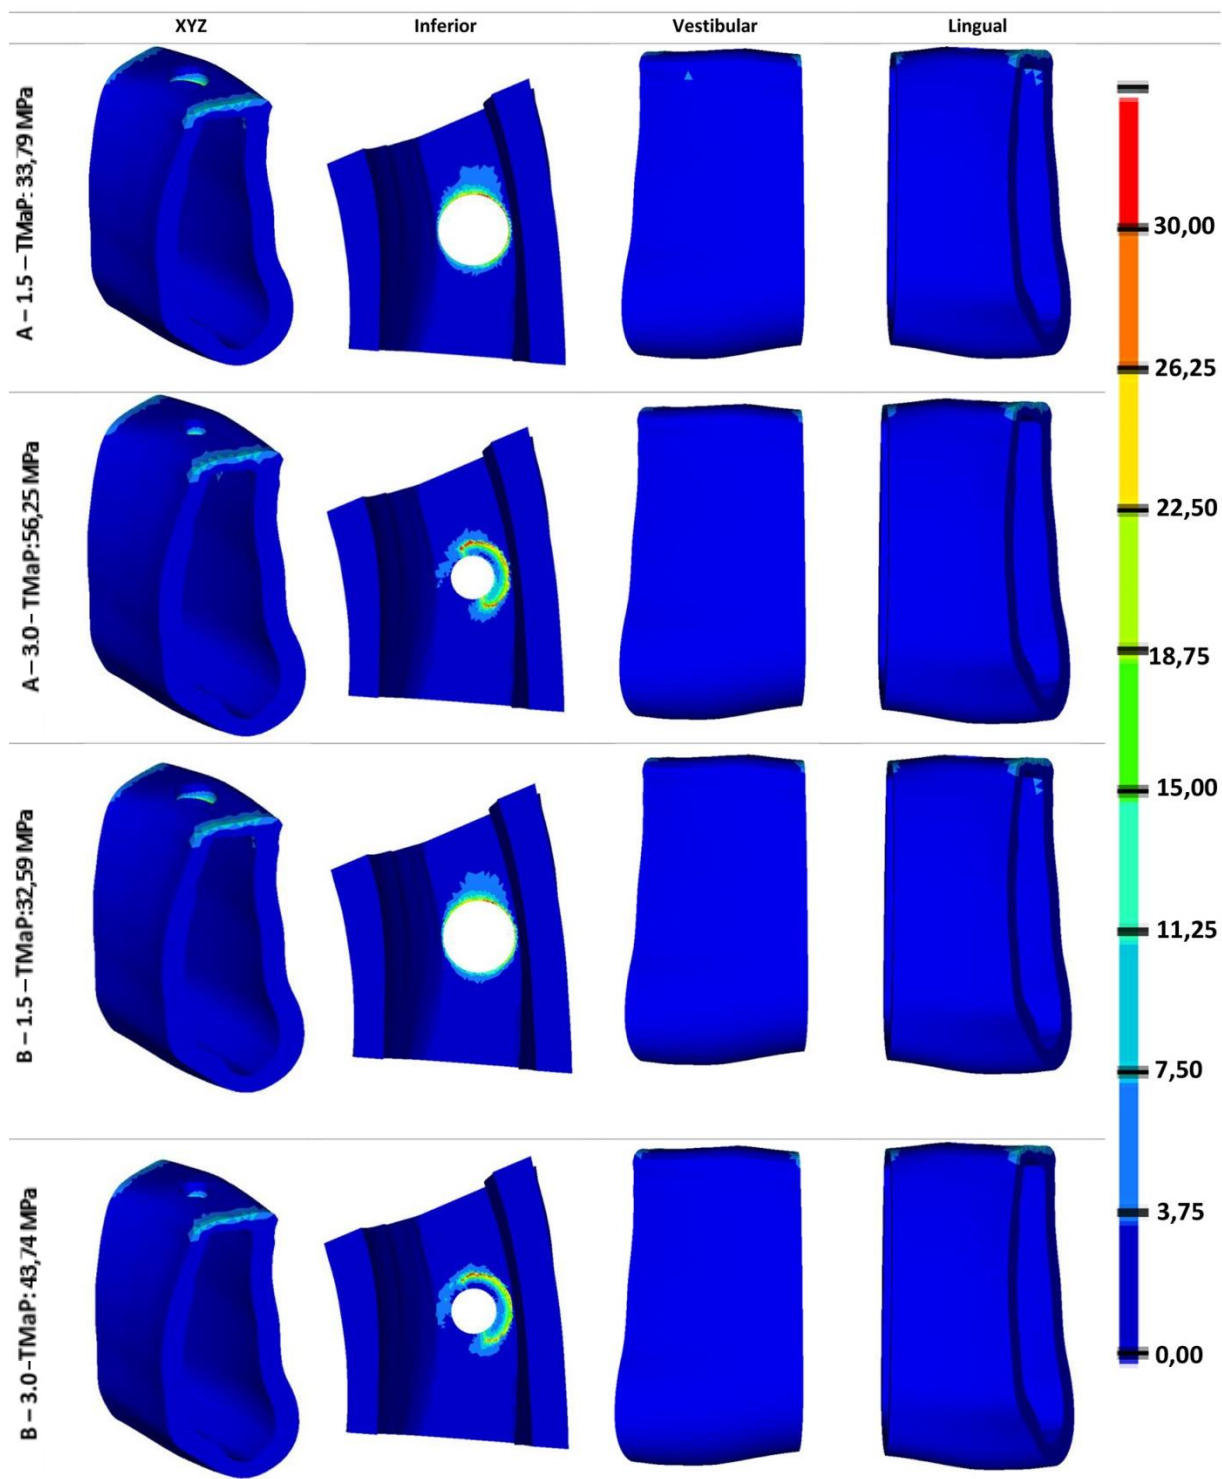 XYZ Inferior Vestibular Lingual
A – 1.5 – TMaP: 33,79 MPa
A – 3.0 - TMaP:56,25 MPa
B – 1.5 – TMaP:32,59 MPa
B – 3.0 -TMaP: 43,74 MPa
30,00
26,25
22,50
18,75
15,00
11,25
7,50
3,75
0,00